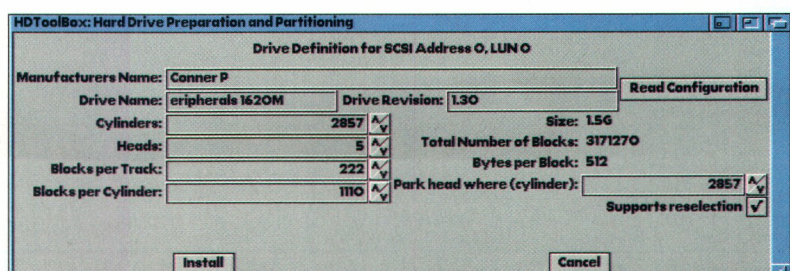 HDToolBox: Hard Drive Preparation and Partitioning
Drive Definition for SCSI Address 0, LUN 0
Manufacturers Name: Conner P
Read Configuration
Drive Name: eripherals 1620M Drive Revision: 1.30
Cylinders: 2857 Size: 1.5G
Heads: 5 Total Number of Blocks: 3171270
Blocks per Track: 222 Bytes per Block: 512
Blocks per Cylinder: 1110 Park head where (cylinder): 2857
Supports reselection
Install Cancel